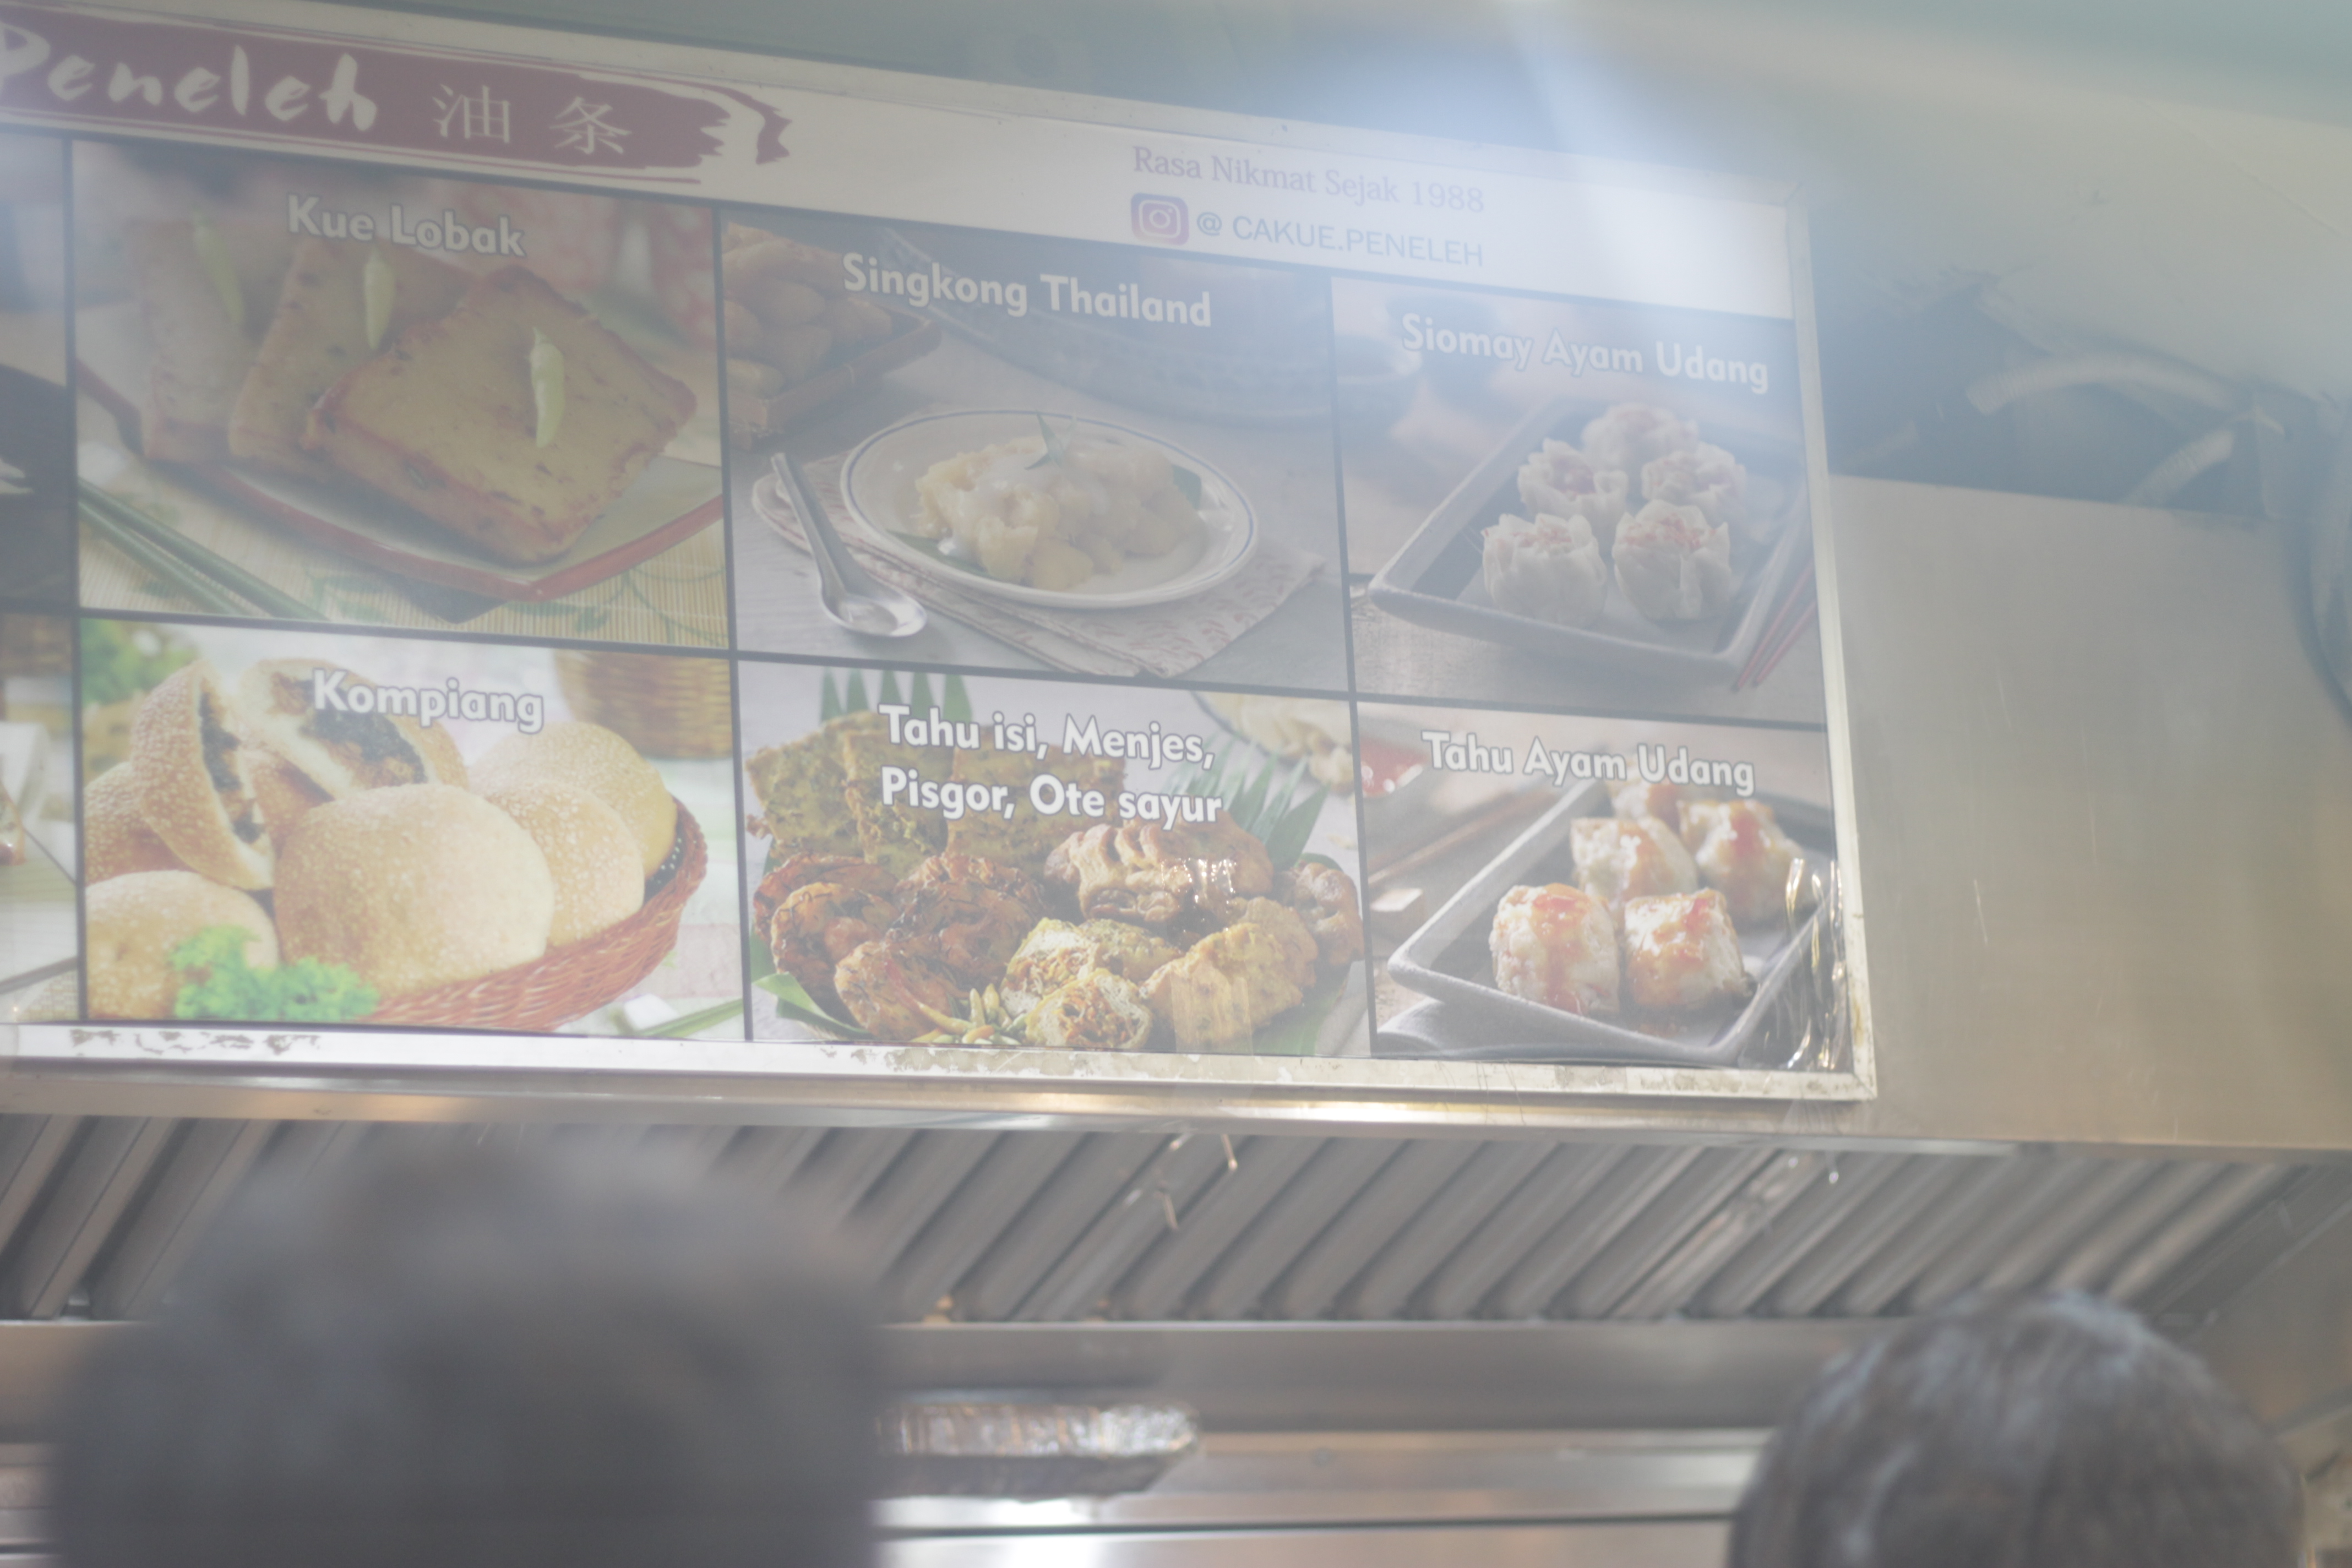 Peneleh 油条
Rasa Nikmat Sejak 1988
@ CAKUE.PENELEH
Kue Lobak
Singkong Thailand
Siomay Ayam Udang
Kompiang
Tahu isi, Menjes,
Pisgor, Ote sayur
Tahu Ayam Udang